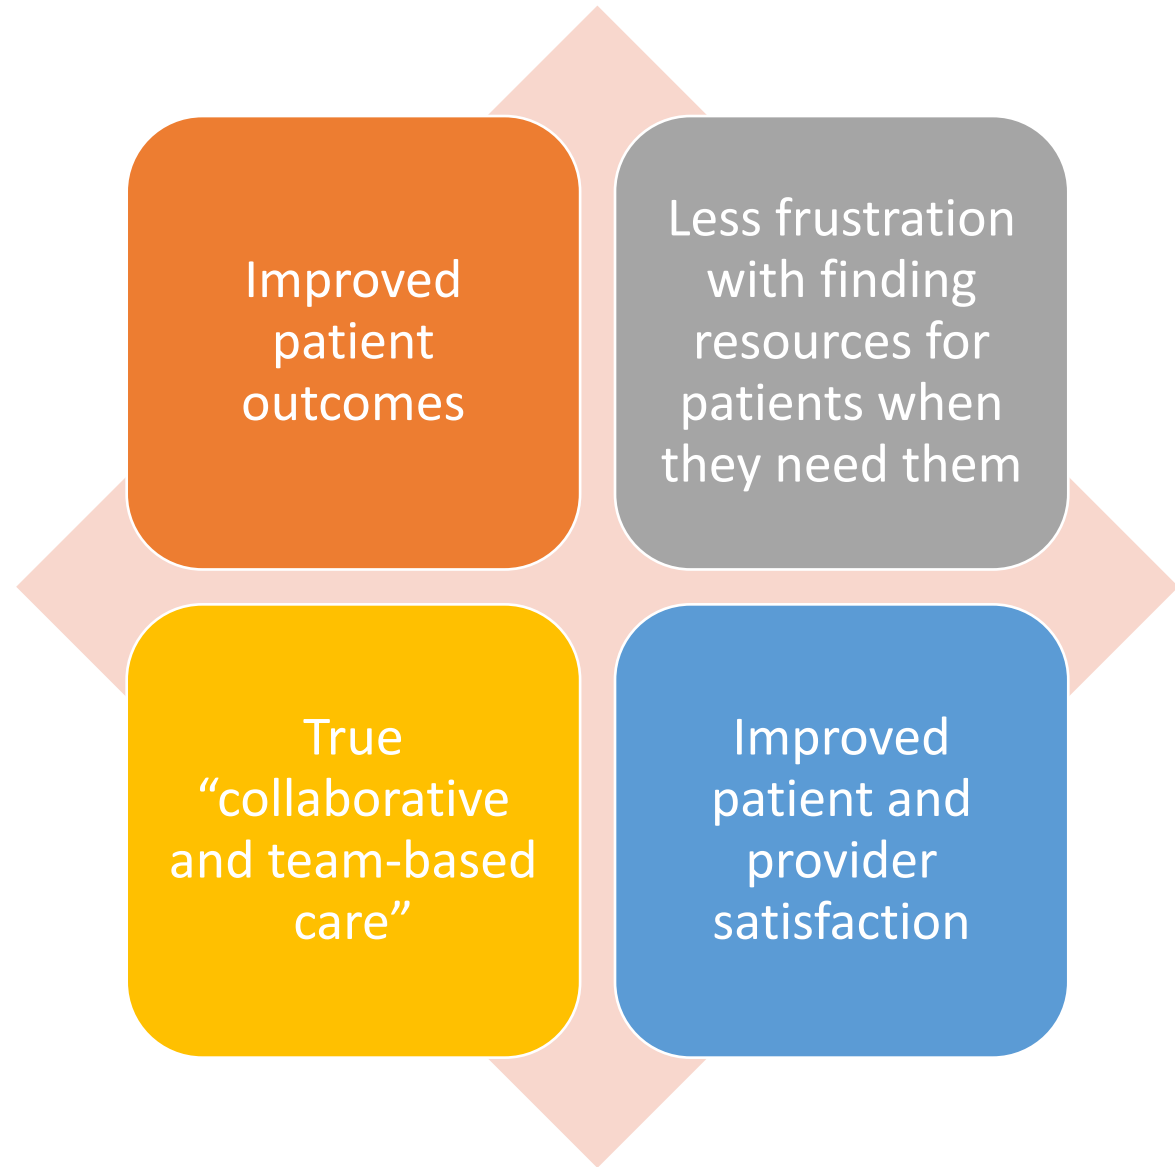 Improved
patient
outcomes
Less frustration
with finding
resources for
patients when
they need them
True
“collaborative
and team-based
care”
Improved
patient and
provider
satisfaction